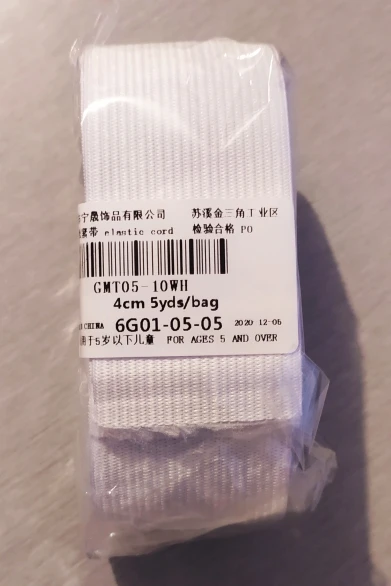 宁晟饰品有限公司 苏溪金三角工业区
紧带 elastic cord 检验合格 PO
GMT05-10WH
4cm 5yds/bag
CHINA 6G01-05-05 2020 12-06
用于5岁以下儿童 FOR AGES 5 AND OVER